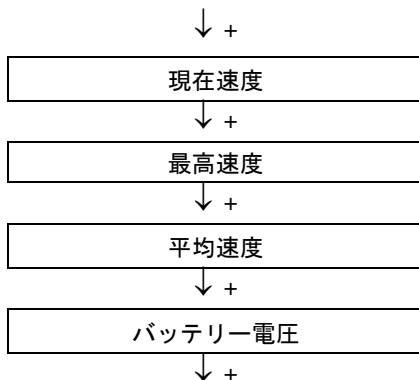 ↓ +
現在速度
↓ +
最高速度
↓ +
平均速度
↓ +
バッテリー電圧
↓ +